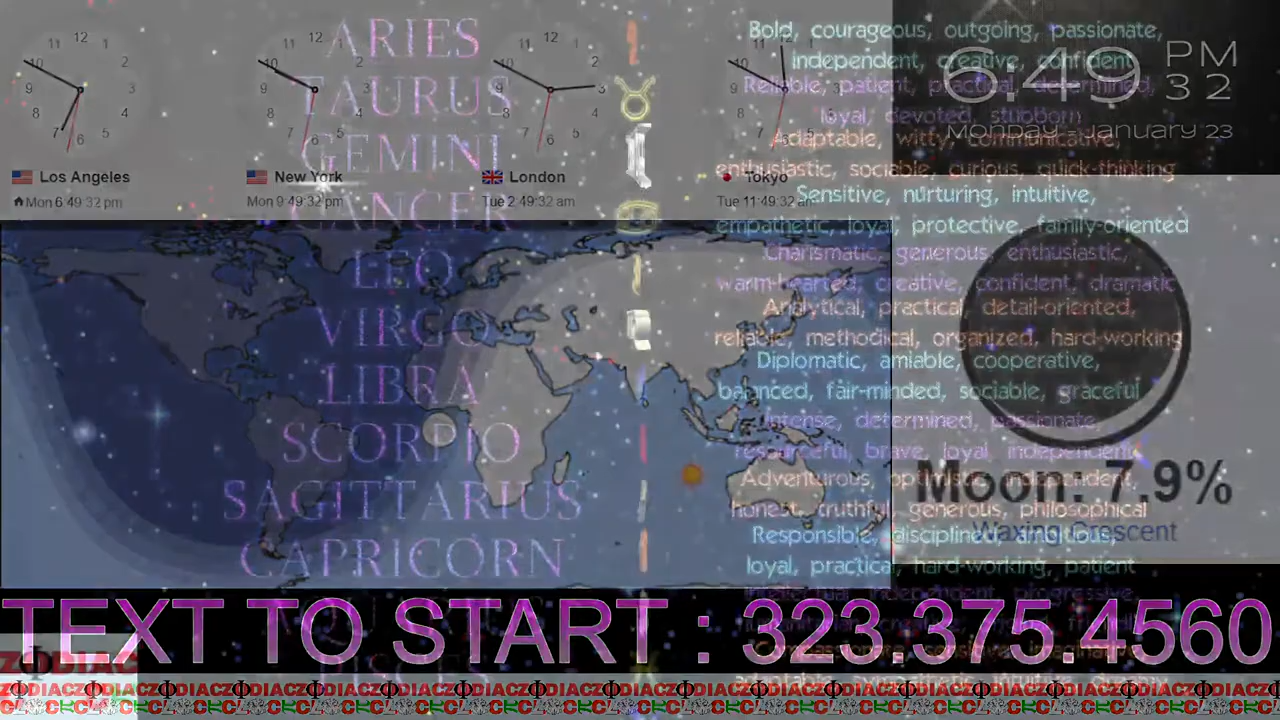 ARIES
TAURUS
GEMINI
CANCER
LEO
VIRGO
LIBRA
SCORPIO
SAGITTARIUS
CAPRICORN
Los Angeles
Mon 6:49:32 pm
New York
Mon 9:49:32 pm
London
Tue 2:49:32 am
Tokyo
Tue 11:49:32 am
Bold, courageous, outgoing, passionate,
independent, creative, confident
Reliable, patient, practical, determined,
loyal, devoted, stubborn
Adaptable, witty, communicative,
enthusiastic, sociable, curious, quick-thinking
Sensitive, nurturing, intuitive,
empathetic, loyal, protective, family-oriented
Charismatic, generous, enthusiastic,
warm-hearted, creative, confident, dramatic
Analytical, practical, detail-oriented,
reliable, methodical, organized, hard-working
Diplomatic, amiable, cooperative,
balanced, fair-minded, sociable, graceful
Intense, determined, passionate,
resourceful, brave, loyal, independent
Adventurous, optimistic, independent,
honest, truthful, generous, philosophical
Responsible, disciplined, ambitious,
loyal, practical, hard-working, patient
intellectual, independent, progressive,
6:49 PM
32
Monday - January 23
Moon: 7.9%
Waxing Crescent
TEXT TO START : 323.375.4560
ZΦDIAC